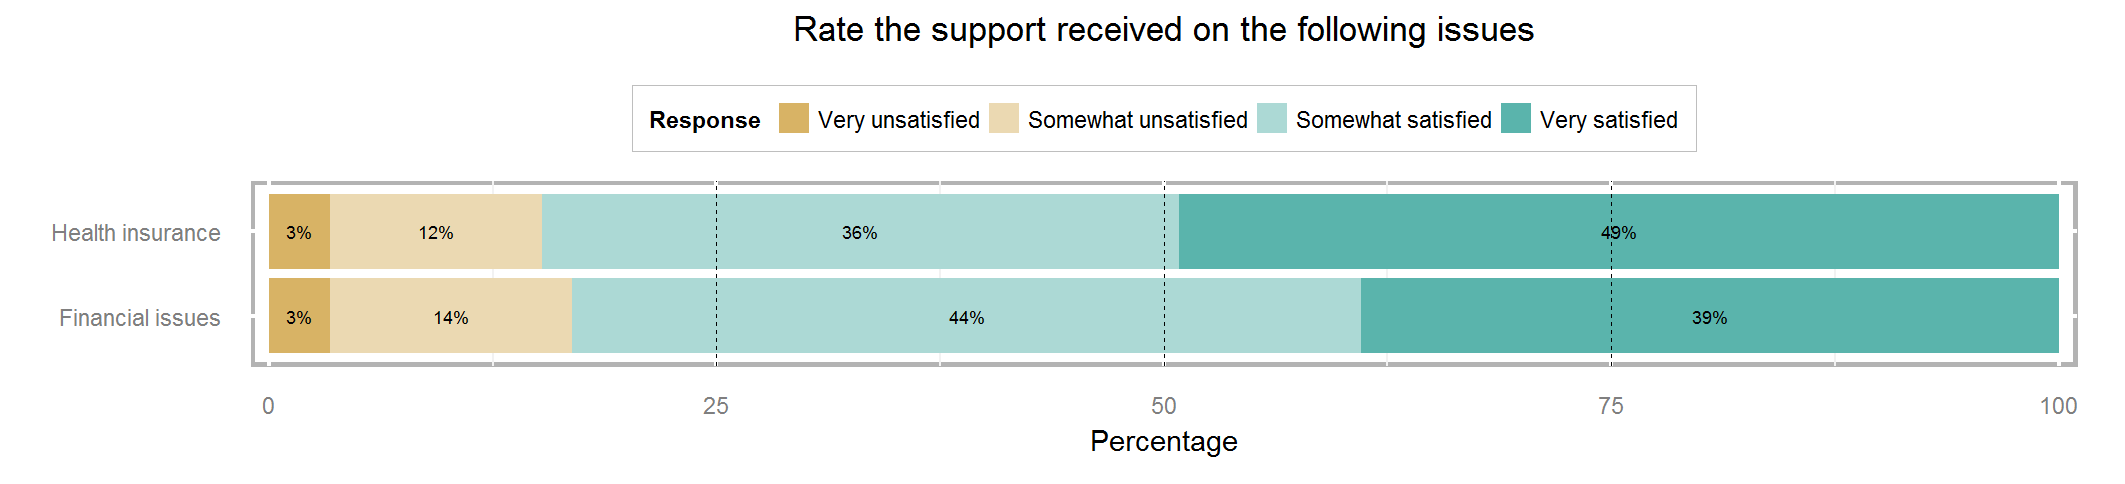 Rate the support received on the following issues
Response Very unsatisfied Somewhat unsatisfied Somewhat satisfied Very satisfied
Health insurance 3% 12% 36% 49%
Financial issues 3% 14% 44% 39%
0 25 50 75 100
Percentage